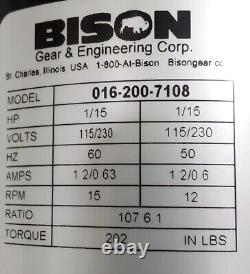 BISON
Gear & Engineering Corp.
St. Charles, Illinois USA 1-800-At-Bison Bisongear co
MODEL 016-200-7108
HP 1/15 1/15
VOLTS 115/230 115/230
HZ 60 50
AMPS 1 2/0 63 1 2/0 6
RPM 15 12
RATIO 107 6 1
TORQUE 202 IN LBS